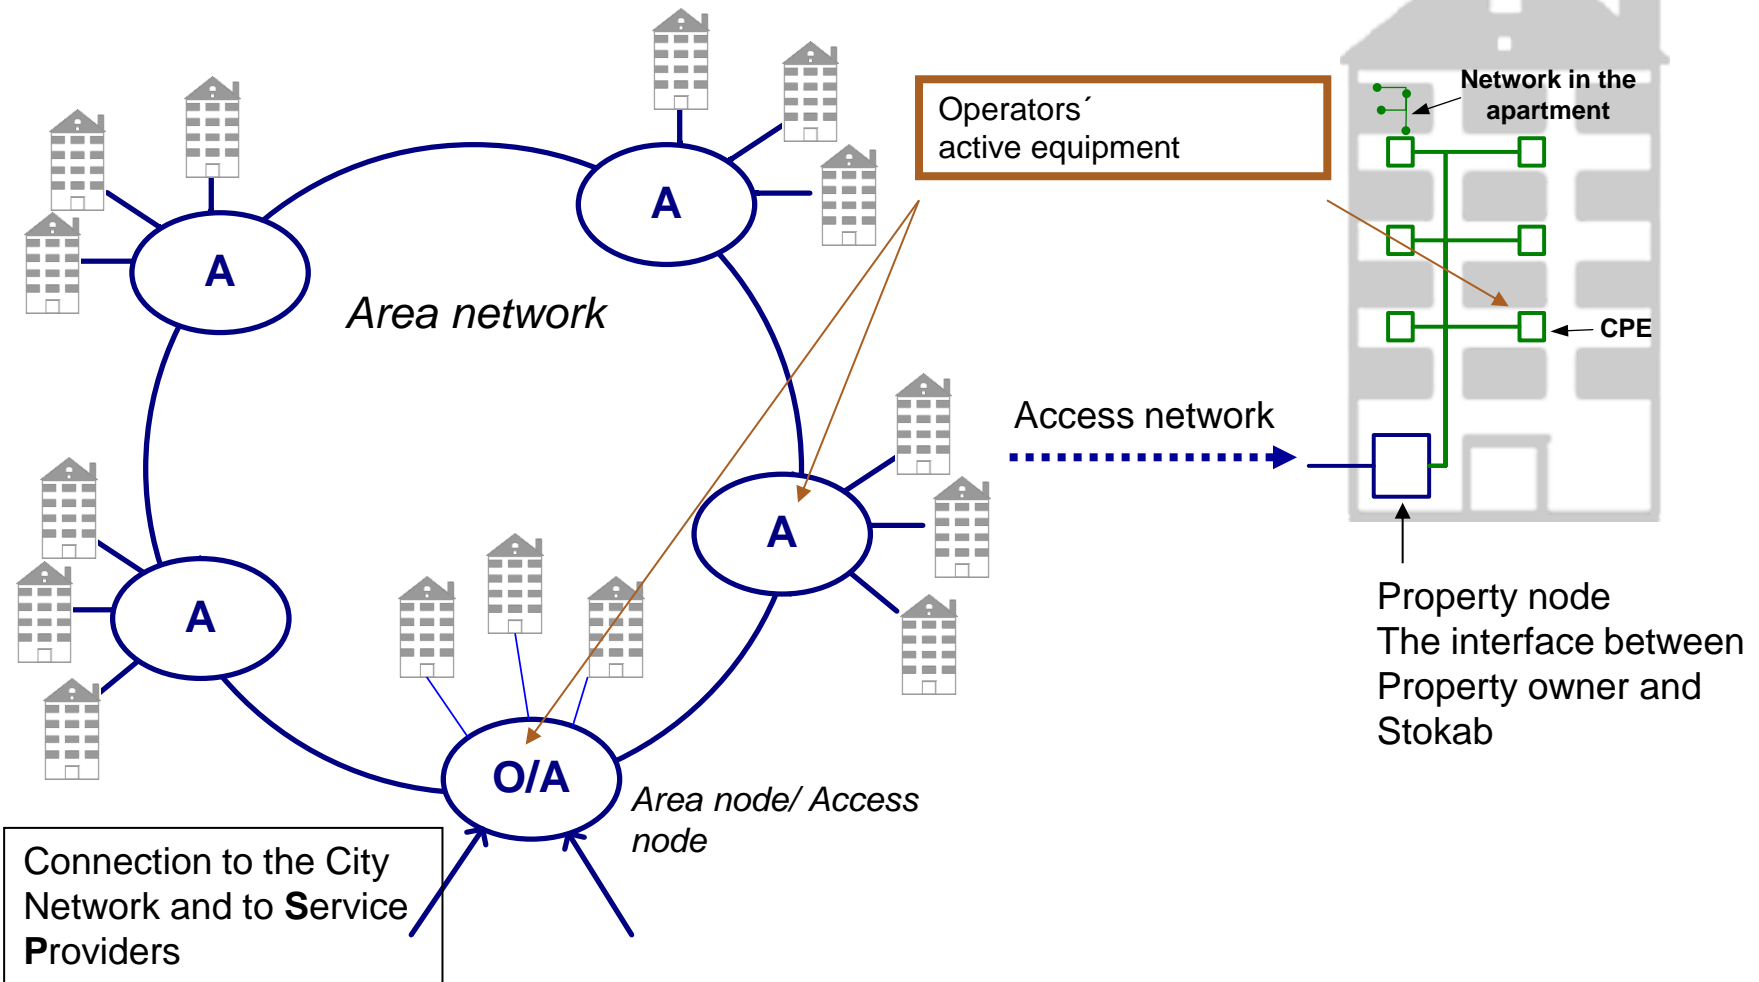 Operators´
active equipment
Network in the
apartment
A
A
Area network
CPE
Access network
A
A
Property node
The interface between
Property owner and
Stokab
O/A
Area node/ Access
node
Connection to the City
Network and to Service
Providers